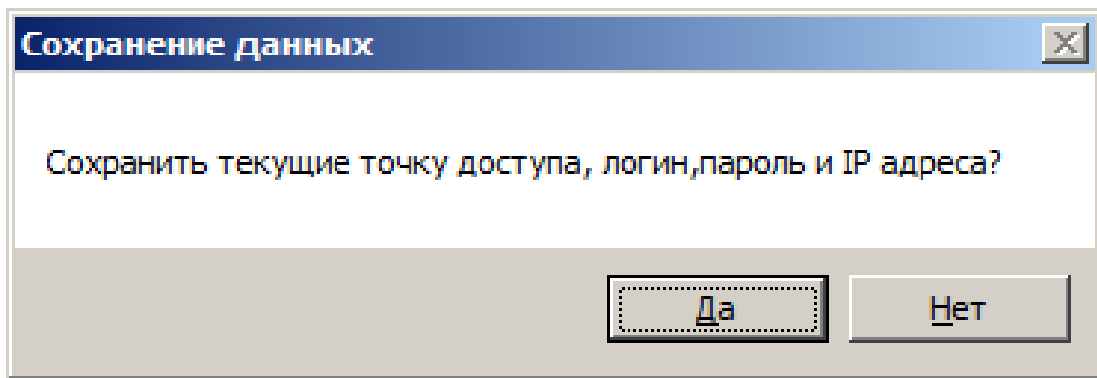 Сохранение данных
Сохранить текущие точку доступа, логин,пароль и IP адреса?
Да
Нет